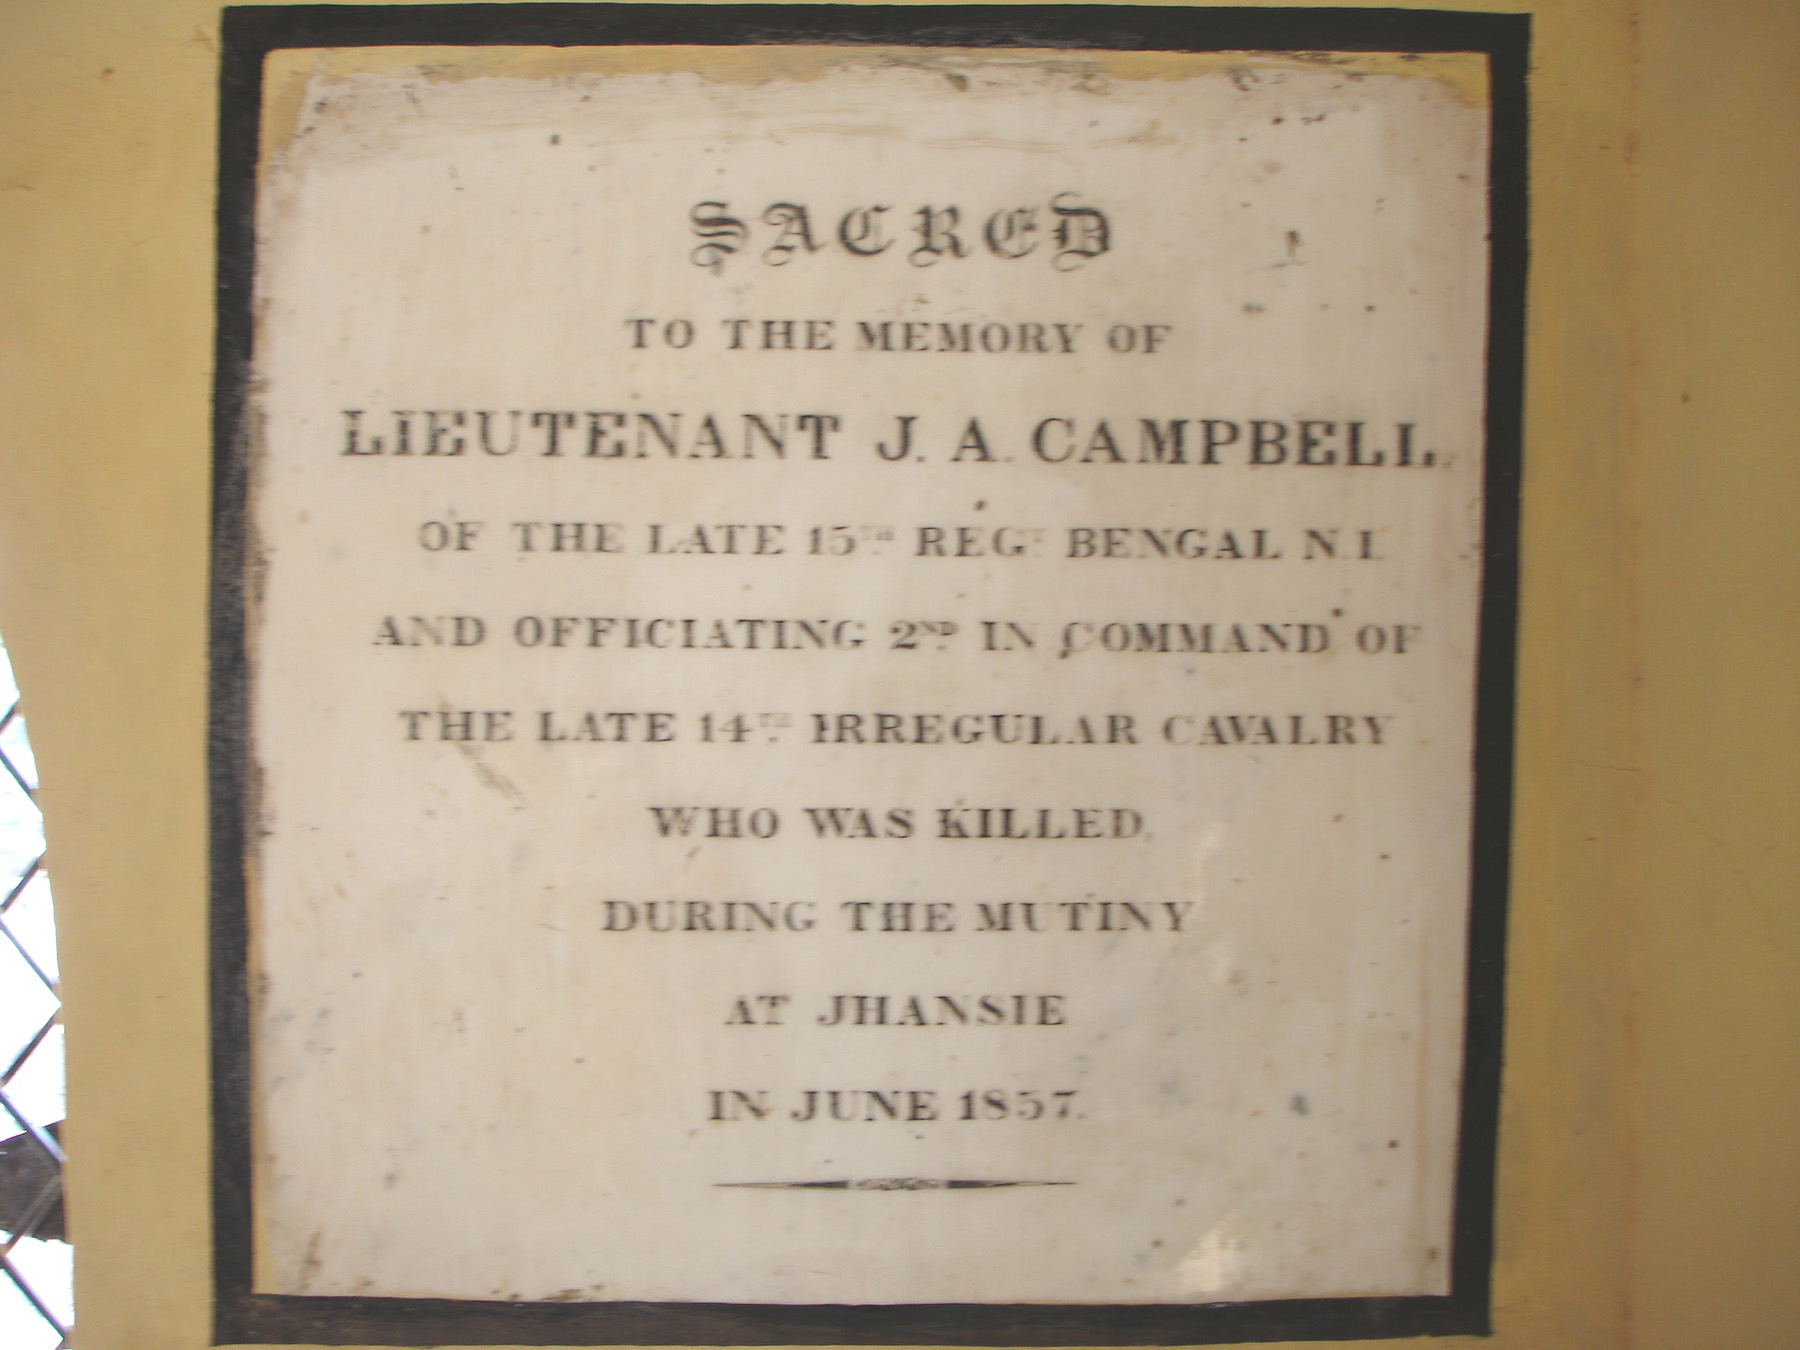 SACRED
TO THE MEMORY OF
LIEUTENANT J. A. CAMPBELL.
OF THE LATE 15TH REGT BENGAL N.I.
AND OFFICIATING 2ND IN COMMAND OF
THE LATE 14TH IRREGULAR CAVALRY
WHO WAS KILLED,
DURING THE MUTINY
AT JHANSIE
IN JUNE 1857.